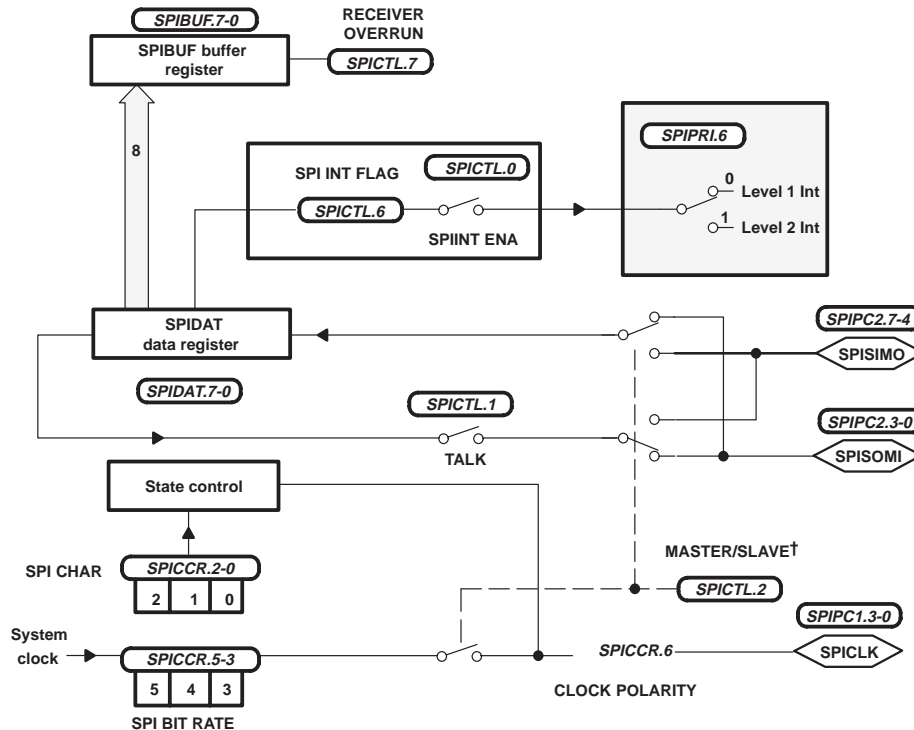 SPIBUF.7-0
RECEIVER
OVERRUN
SPIBUF buffer
register
SPICTL.7
8
SPIPRI.6
SPI INT FLAG
SPICTL.0
0
Level 1 Int
SPICTL.6
SPIINT ENA
1
Level 2 Int
SPIDAT
data register
SPIPC2.7-4
SPISIMO
SPIDAT.7-0
SPICTL.1
TALK
SPIPC2.3-0
SPISOMI
State control
MASTER/SLAVE†
SPI CHAR
SPICCR.2-0
2 1 0
SPICTL.2
SPIPC1.3-0
System
clock
SPICCR.5-3
5 4 3
SPI BIT RATE
SPICCR.6
SPICLK
CLOCK POLARITY